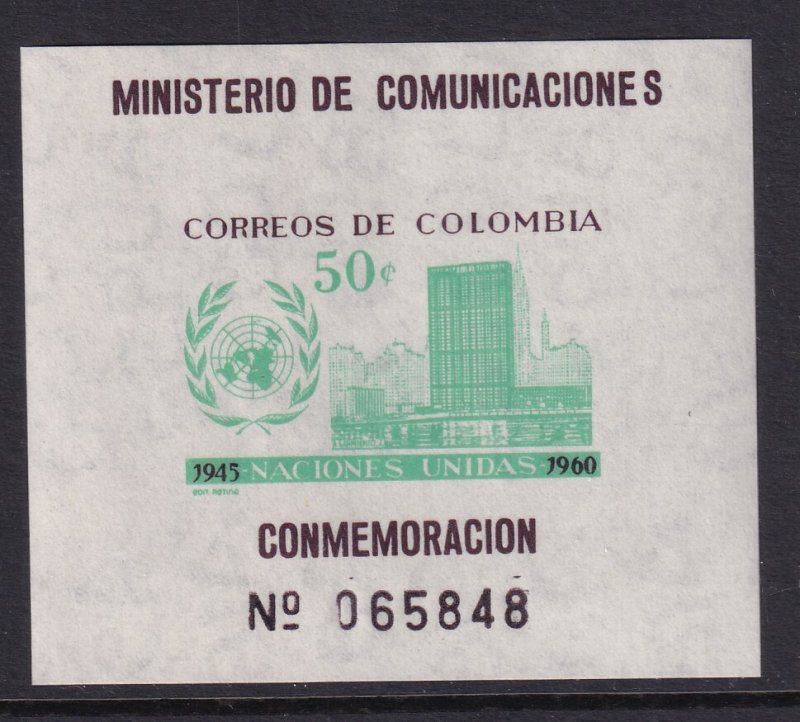 MINISTERIO DE COMUNICACIONES
CORREOS DE COLOMBIA
50¢
1945-NACIONES UNIDAS-1960
CONMEMORACION
Nº 065848